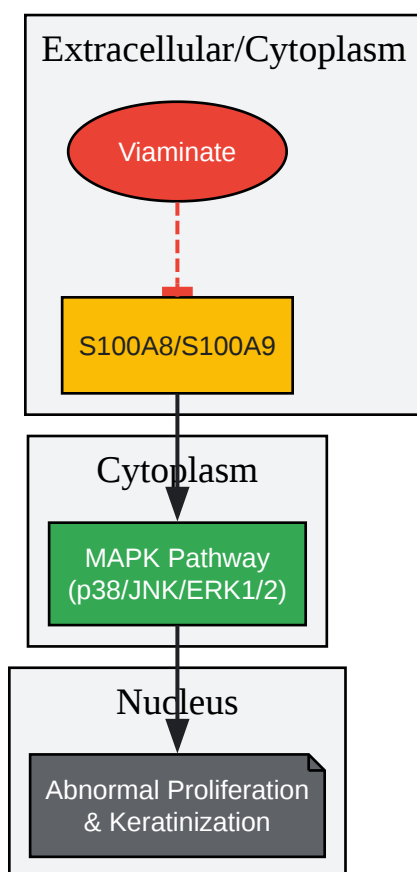 Extracellular/Cytoplasm
Viaminate
S100A8/S100A9
Cytoplasm
MAPK Pathway
(p38/JNK/ERK1/2)
Nucleus
Abnormal Proliferation
& Keratinization